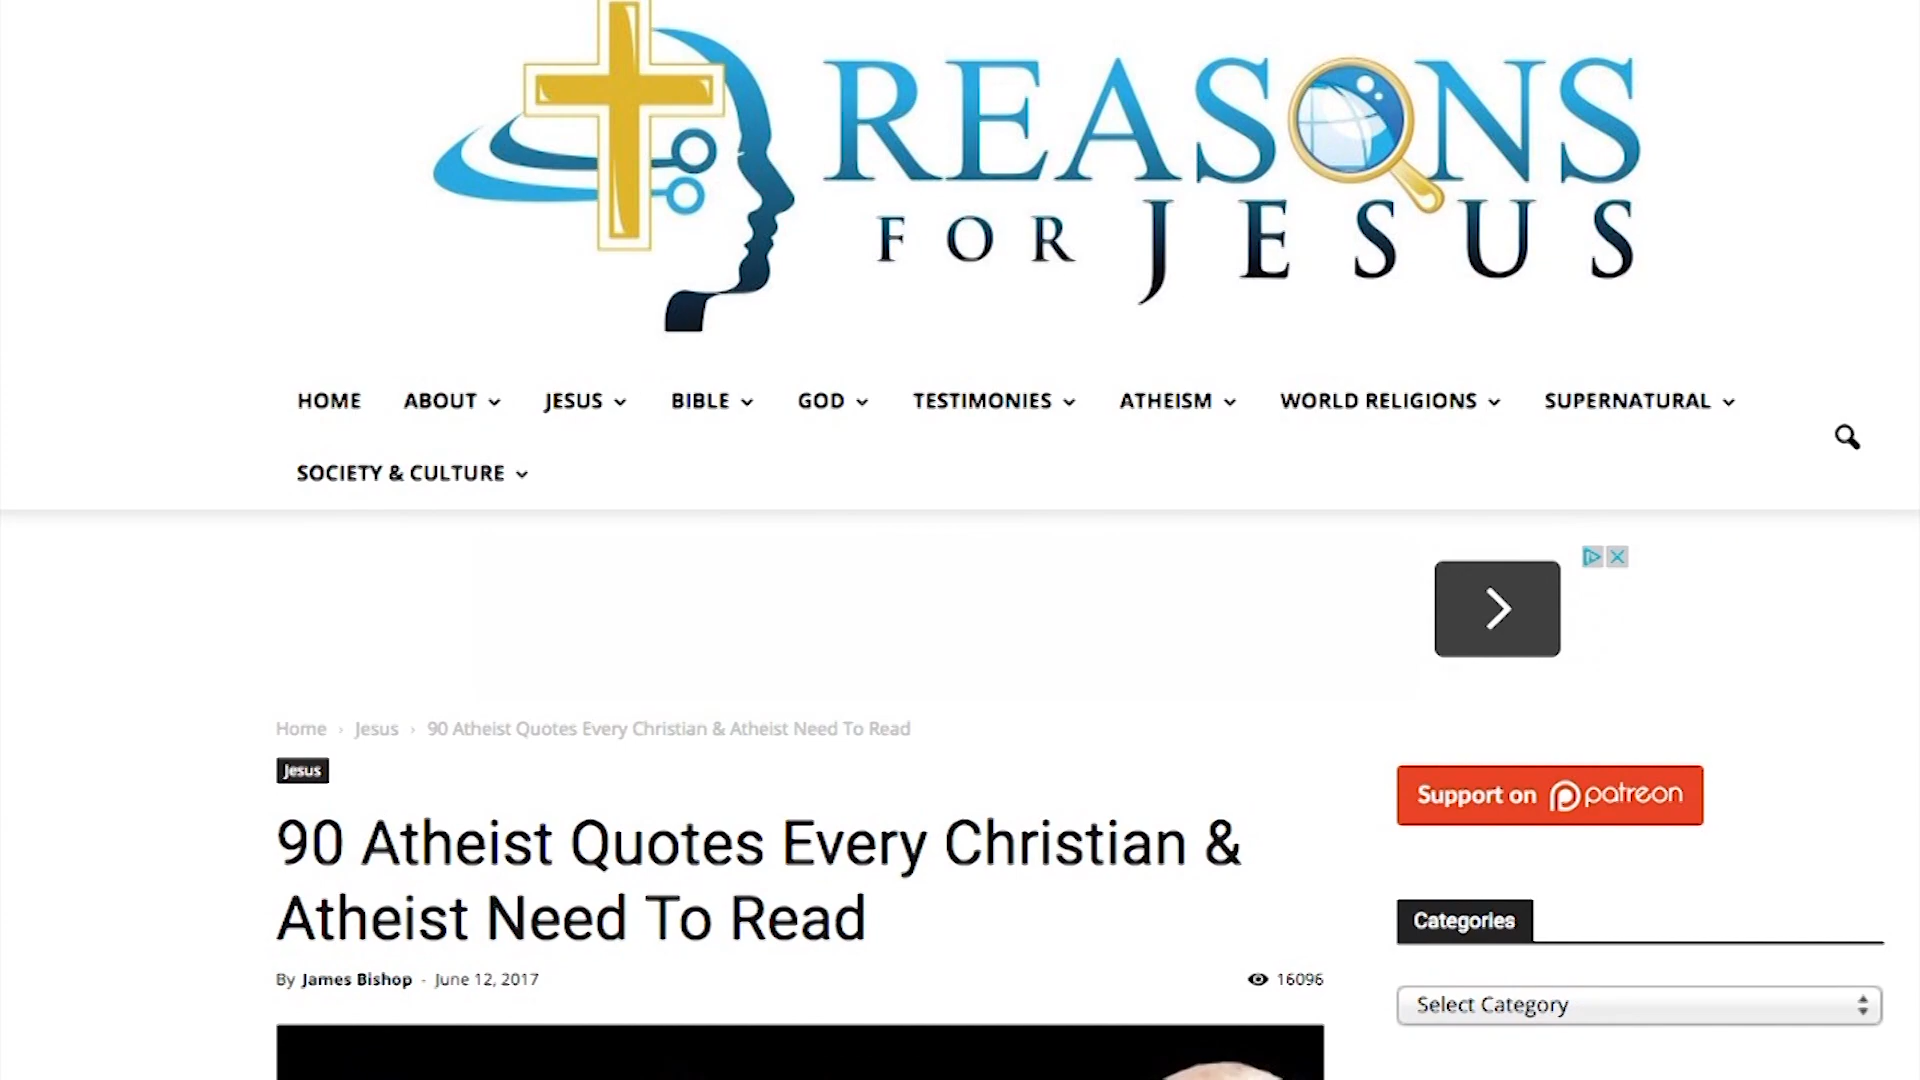 REASONS
FOR JESUS
HOME ABOUT JESUS BIBLE GOD TESTIMONIES ATHEISM WORLD RELIGIONS SUPERNATURAL
SOCIETY & CULTURE
Home › Jesus › 90 Atheist Quotes Every Christian & Atheist Need To Read
Jesus
90 Atheist Quotes Every Christian &
Atheist Need To Read
By James Bishop - June 12, 2017
16096
Support on patreon
Categories
Select Category